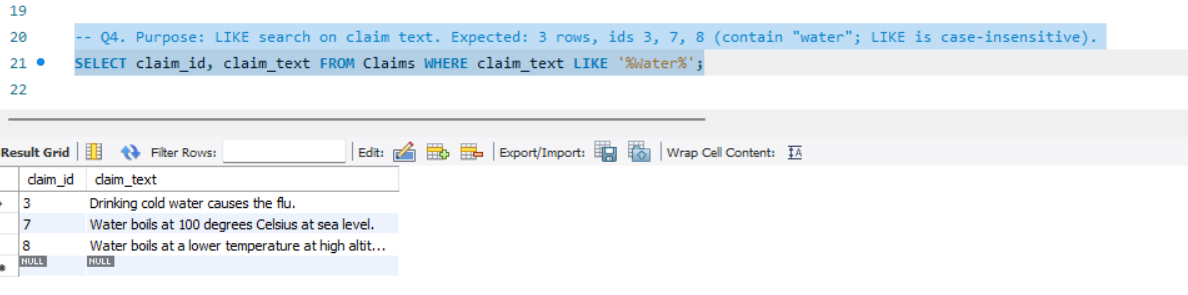 19
20 -- Q4. Purpose: LIKE search on claim text. Expected: 3 rows, ids 3, 7, 8 (contain "water"; LIKE is case-insensitive).
21 SELECT claim_id, claim_text FROM Claims WHERE claim_text LIKE '%Water%';
22
Result Grid Filter Rows: Edit: Export/Import: Wrap Cell Content: IA
claim_id claim_text
3 Drinking cold water causes the flu.
7 Water boils at 100 degrees Celsius at sea level.
8 Water boils at a lower temperature at high altit...
NULL NULL